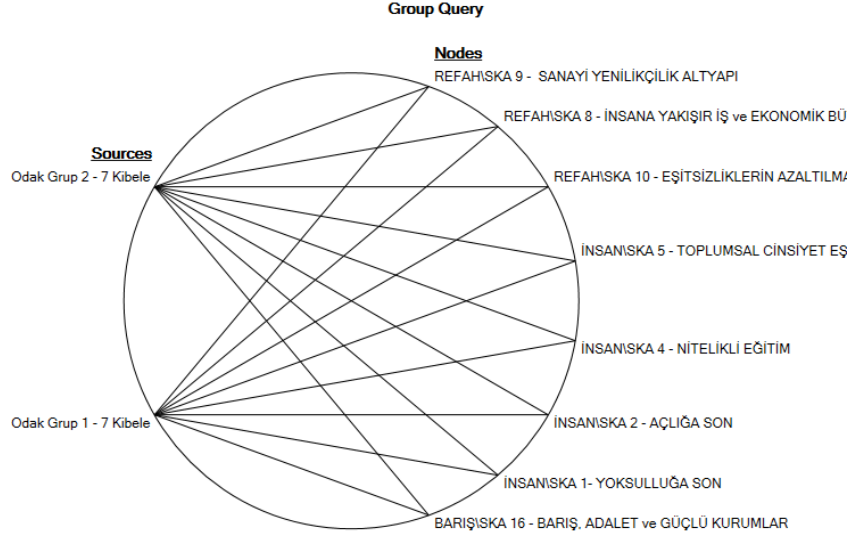 Group Query
Nodes
REFAH\SKA 9 - SANAYİ YENİLİKÇİLİK ALTYAPI
REFAH\SKA 8 - İNSANA YAKIŞIR İŞ ve EKONOMİK BÜ
Sources
Odak Grup 2 - 7 Kibele
REFAH\SKA 10 - EŞİTSİZLİKLERİN AZALTILMA
İNSAN\SKA 5 - TOPLUMSAL CİNSİYET EŞ
İNSAN\SKA 4 - NİTELİKLİ EĞİTİM
Odak Grup 1 - 7 Kibele
İNSAN\SKA 2 - AÇLIĞA SON
İNSAN\SKA 1- YOKSULLUĞA SON
BARIŞ\SKA 16 - BARIŞ, ADALET ve GÜÇLÜ KURUMLAR